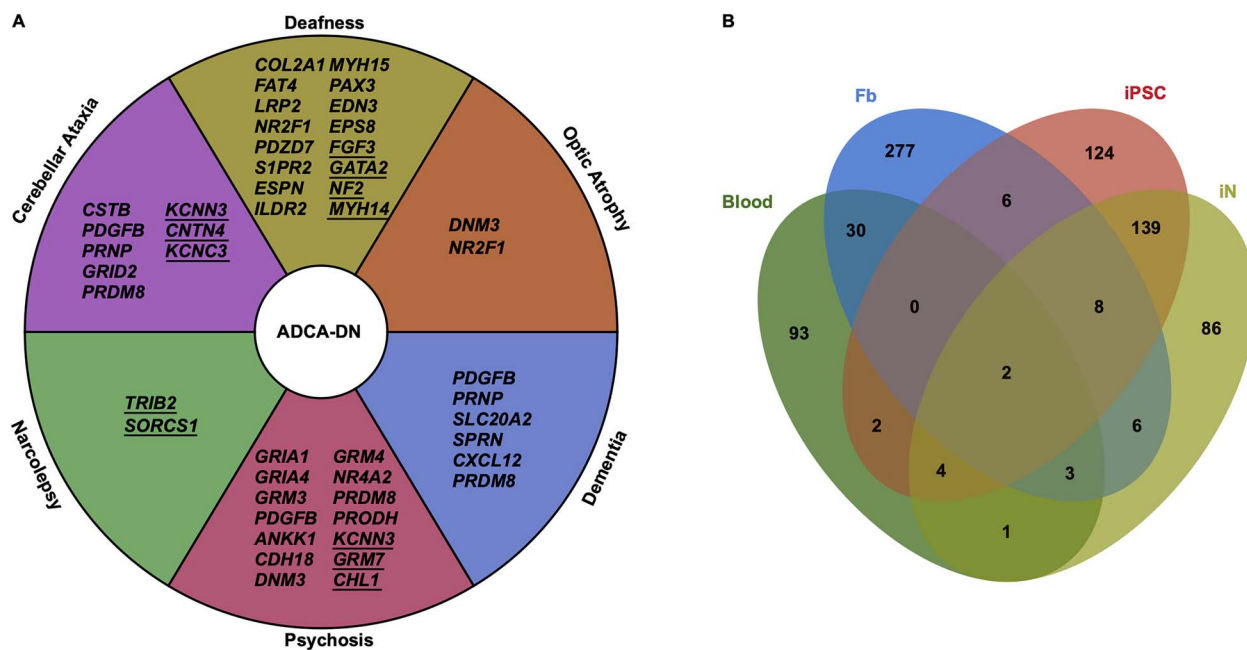 A
B
Deafness
COL2A1 MYH15
FAT4 PAX3
LRP2 EDN3
NR2F1 EPS8
PDZD7 FGF3
S1PR2 GATA2
ESPN NF2
ILDR2 MYH14
Optic Atrophy
DNM3
NR2F1
Cerebellar Ataxia
CSTB KCNN3
PDGFB CNTN4
PRNP KCNC3
GRID2
PRDM8
ADCA-DN
Narcolepsy
TRIB2
SORCS1
Dementia
PDGFB
PRNP
SLC20A2
SPRN
CXCL12
PRDM8
GRIA1 GRM4
GRIA4 NR4A2
GRM3 PRDM8
PDGFB PRODH
ANKK1 KCNN3
CDH18 GRM7
DNM3 CHL1
Psychosis
Fb
iPSC
Blood
iN
277
124
6
30
139
0
8
93
86
2
2
6
4
3
1